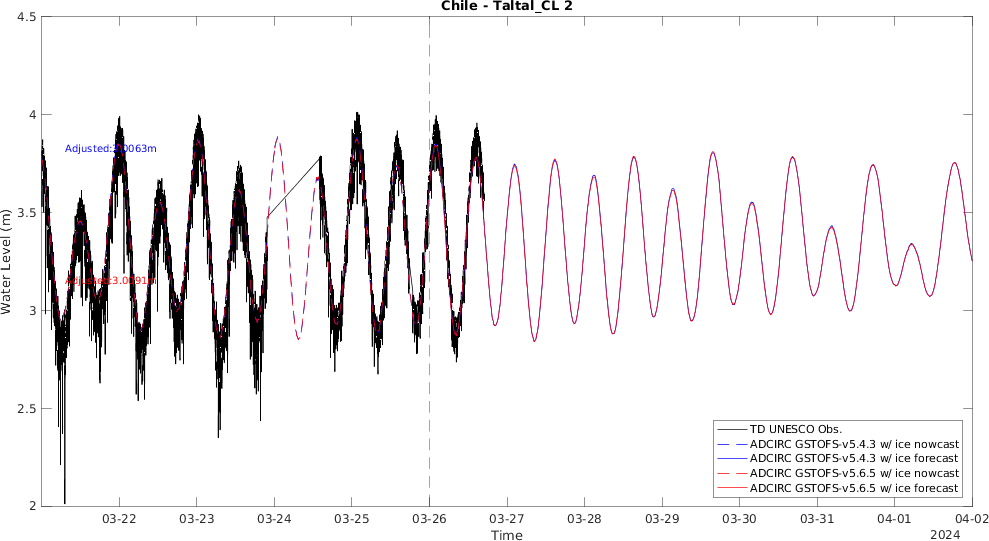 Chile - Taltal_CL 2
4.5
4
3.5
3
2.5
2
Water Level (m)
Adjusted:3.0063m
03-22
03-23
03-24
03-25
03-26
03-27
03-28
03-29
03-30
03-31
04-01
04-02
2024
Time
TD UNESCO Obs.
ADCIRC GSTOFS-v5.4.3 w/ ice nowcast
ADCIRC GSTOFS-v5.4.3 w/ ice forecast
ADCIRC GSTOFS-v5.6.5 w/ ice nowcast
ADCIRC GSTOFS-v5.6.5 w/ ice forecast